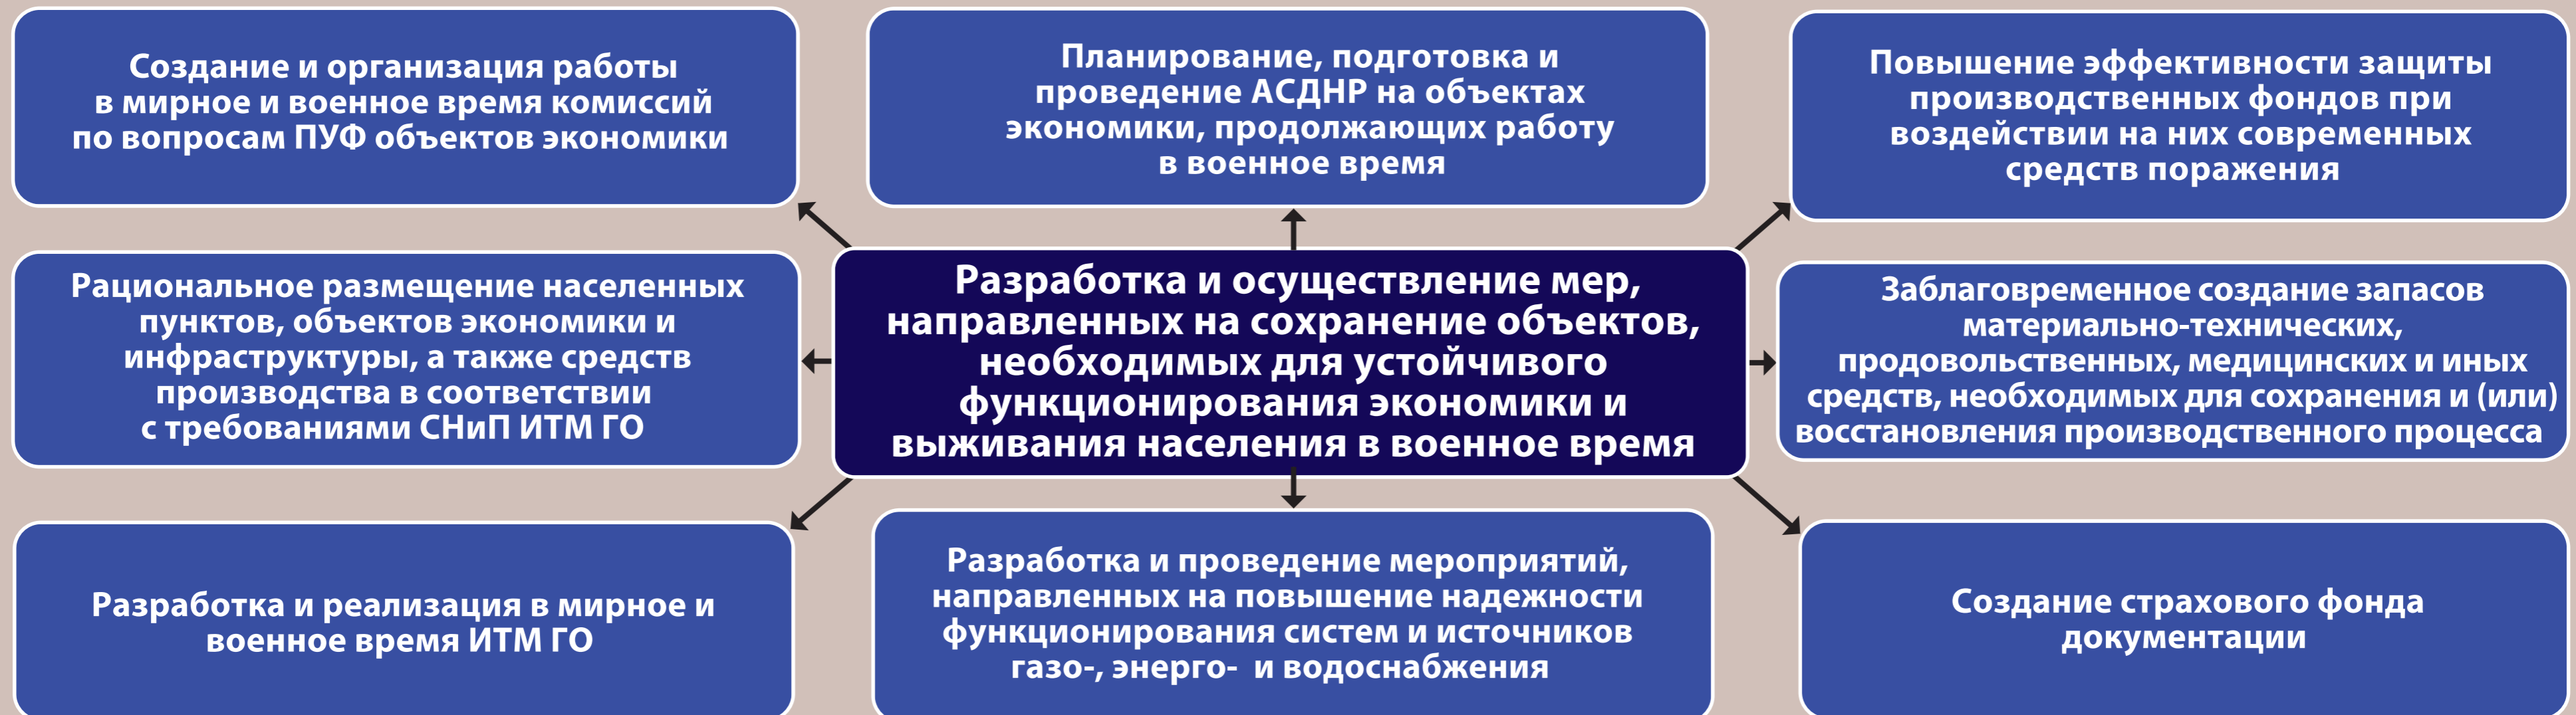 Создание и организация работы
в мирное и военное время комиссий
по вопросам ПУФ объектов экономики
Планирование, подготовка и
проведение АСДНР на объектах
экономики, продолжающих работу
в военное время
Повышение эффективности защиты
производственных фондов при
воздействии на них современных
средств поражения
Рациональное размещение населенных
пунктов, объектов экономики и
инфраструктуры, а также средств
производства в соответствии
с требованиями СНиП ИТМ ГО
Разработка и осуществление мер,
направленных на сохранение объектов,
необходимых для устойчивого
функционирования экономики и
выживания населения в военное время
Заблаговременное создание запасов
материально-технических,
продовольственных, медицинских и иных
средств, необходимых для сохранения и (или)
восстановления производственного процесса
Разработка и реализация в мирное и
военное время ИТМ ГО
Разработка и проведение мероприятий,
направленных на повышение надежности
функционирования систем и источников
газо-, энерго- и водоснабжения
Создание страхового фонда
документации